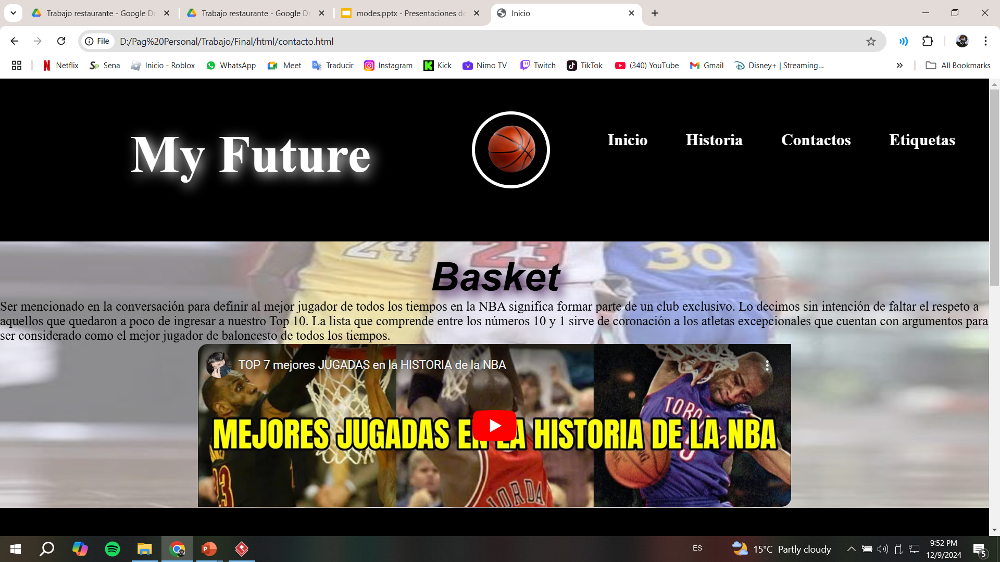 Trabajo restaurante - Google Dr
Trabajo restaurante - Google Dr
modes.pptx - Presentaciones de
Inicio
File
D:/Pag%20Personal/Trabajo/Final/html/contacto.html
Netflix
Sena
Inicio - Roblox
WhatsApp
Meet
Traducir
Instagram
Kick
Nimo TV
Twitch
TikTok
(340) YouTube
Gmail
Disney+ | Streaming...
All Bookmarks
My Future
Inicio
Historia
Contactos
Etiquetas
24
23
30
Basket
Ser mencionado en la conversación para definir al mejor jugador de todos los tiempos en la NBA significa formar parte de un club exclusivo. Lo decimos sin intención de faltar el respeto a
aquellos que quedaron a poco de ingresar a nuestro Top 10. La lista que comprende entre los números 10 y 1 sirve de coronación a los atletas excepcionales que cuentan con argumentos para
ser considerado como el mejor jugador de baloncesto de todos los tiempos.
TOP 7 mejores JUGADAS en la HISTORIA de la NBA
MEJORES JUGADAS EN LA HISTORIA DE LA NBA
TORO
23
JORDA
ES
15°C Partly cloudy
9:52 PM
12/9/2024
5